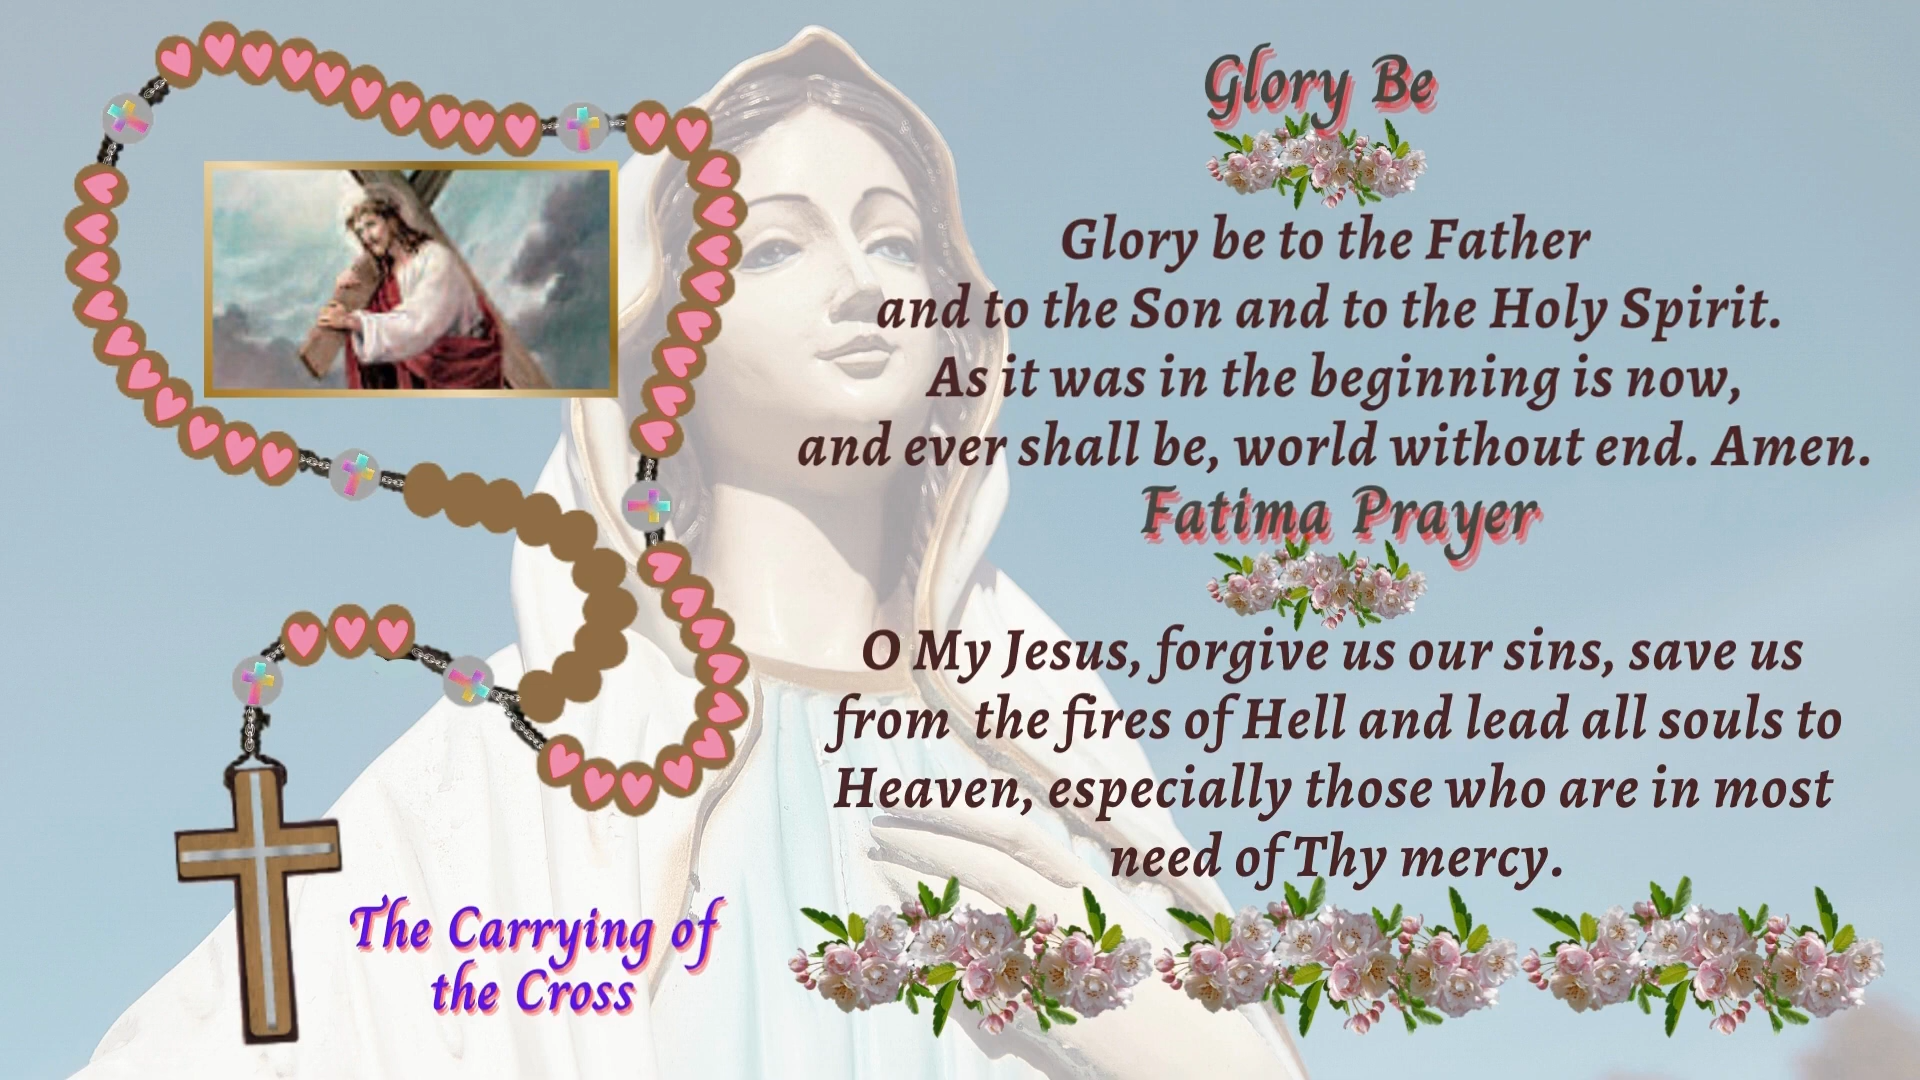 Glory Be
Glory be to the Father
and to the Son and to the Holy Spirit.
As it was in the beginning is now,
and ever shall be, world without end. Amen.
Fatima Prayer
O My Jesus, forgive us our sins, save us
from the fires of Hell and lead all souls to
Heaven, especially those who are in most
need of Thy mercy.
The Carrying of
the Cross